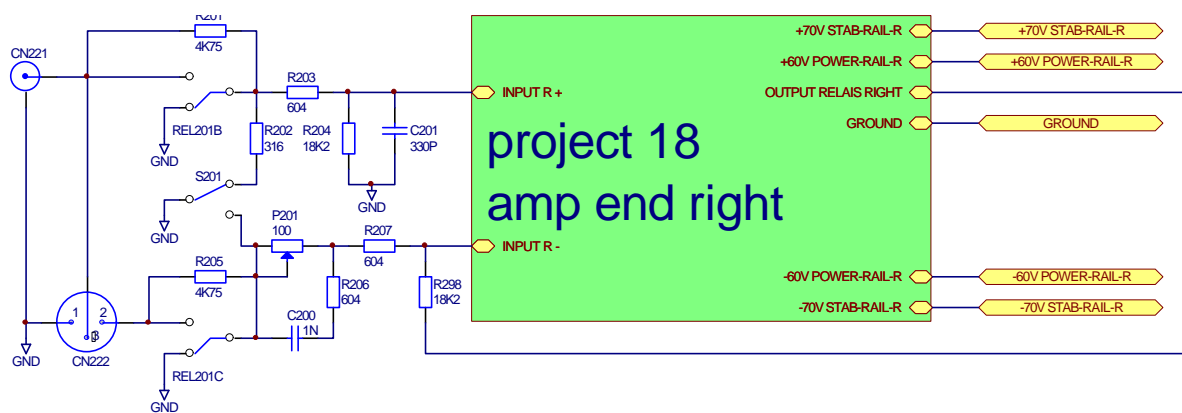 R201
4K75
CN221
REL201B
GND
R203
604
R202
316
R204
18K2
C201
330P
GND
S201
GND
P201
100
R207
604
R205
4K75
R206
604
R298
18K2
C200
1N
1
2
3
CN222
GND
REL201C
GND
INPUT R +
project 18
amp end right
INPUT R -
+70V STAB-RAIL-R
+60V POWER-RAIL-R
OUTPUT RELAIS RIGHT
GROUND
-60V POWER-RAIL-R
-70V STAB-RAIL-R
+70V STAB-RAIL-R
+60V POWER-RAIL-R
GROUND
-60V POWER-RAIL-R
-70V STAB-RAIL-R